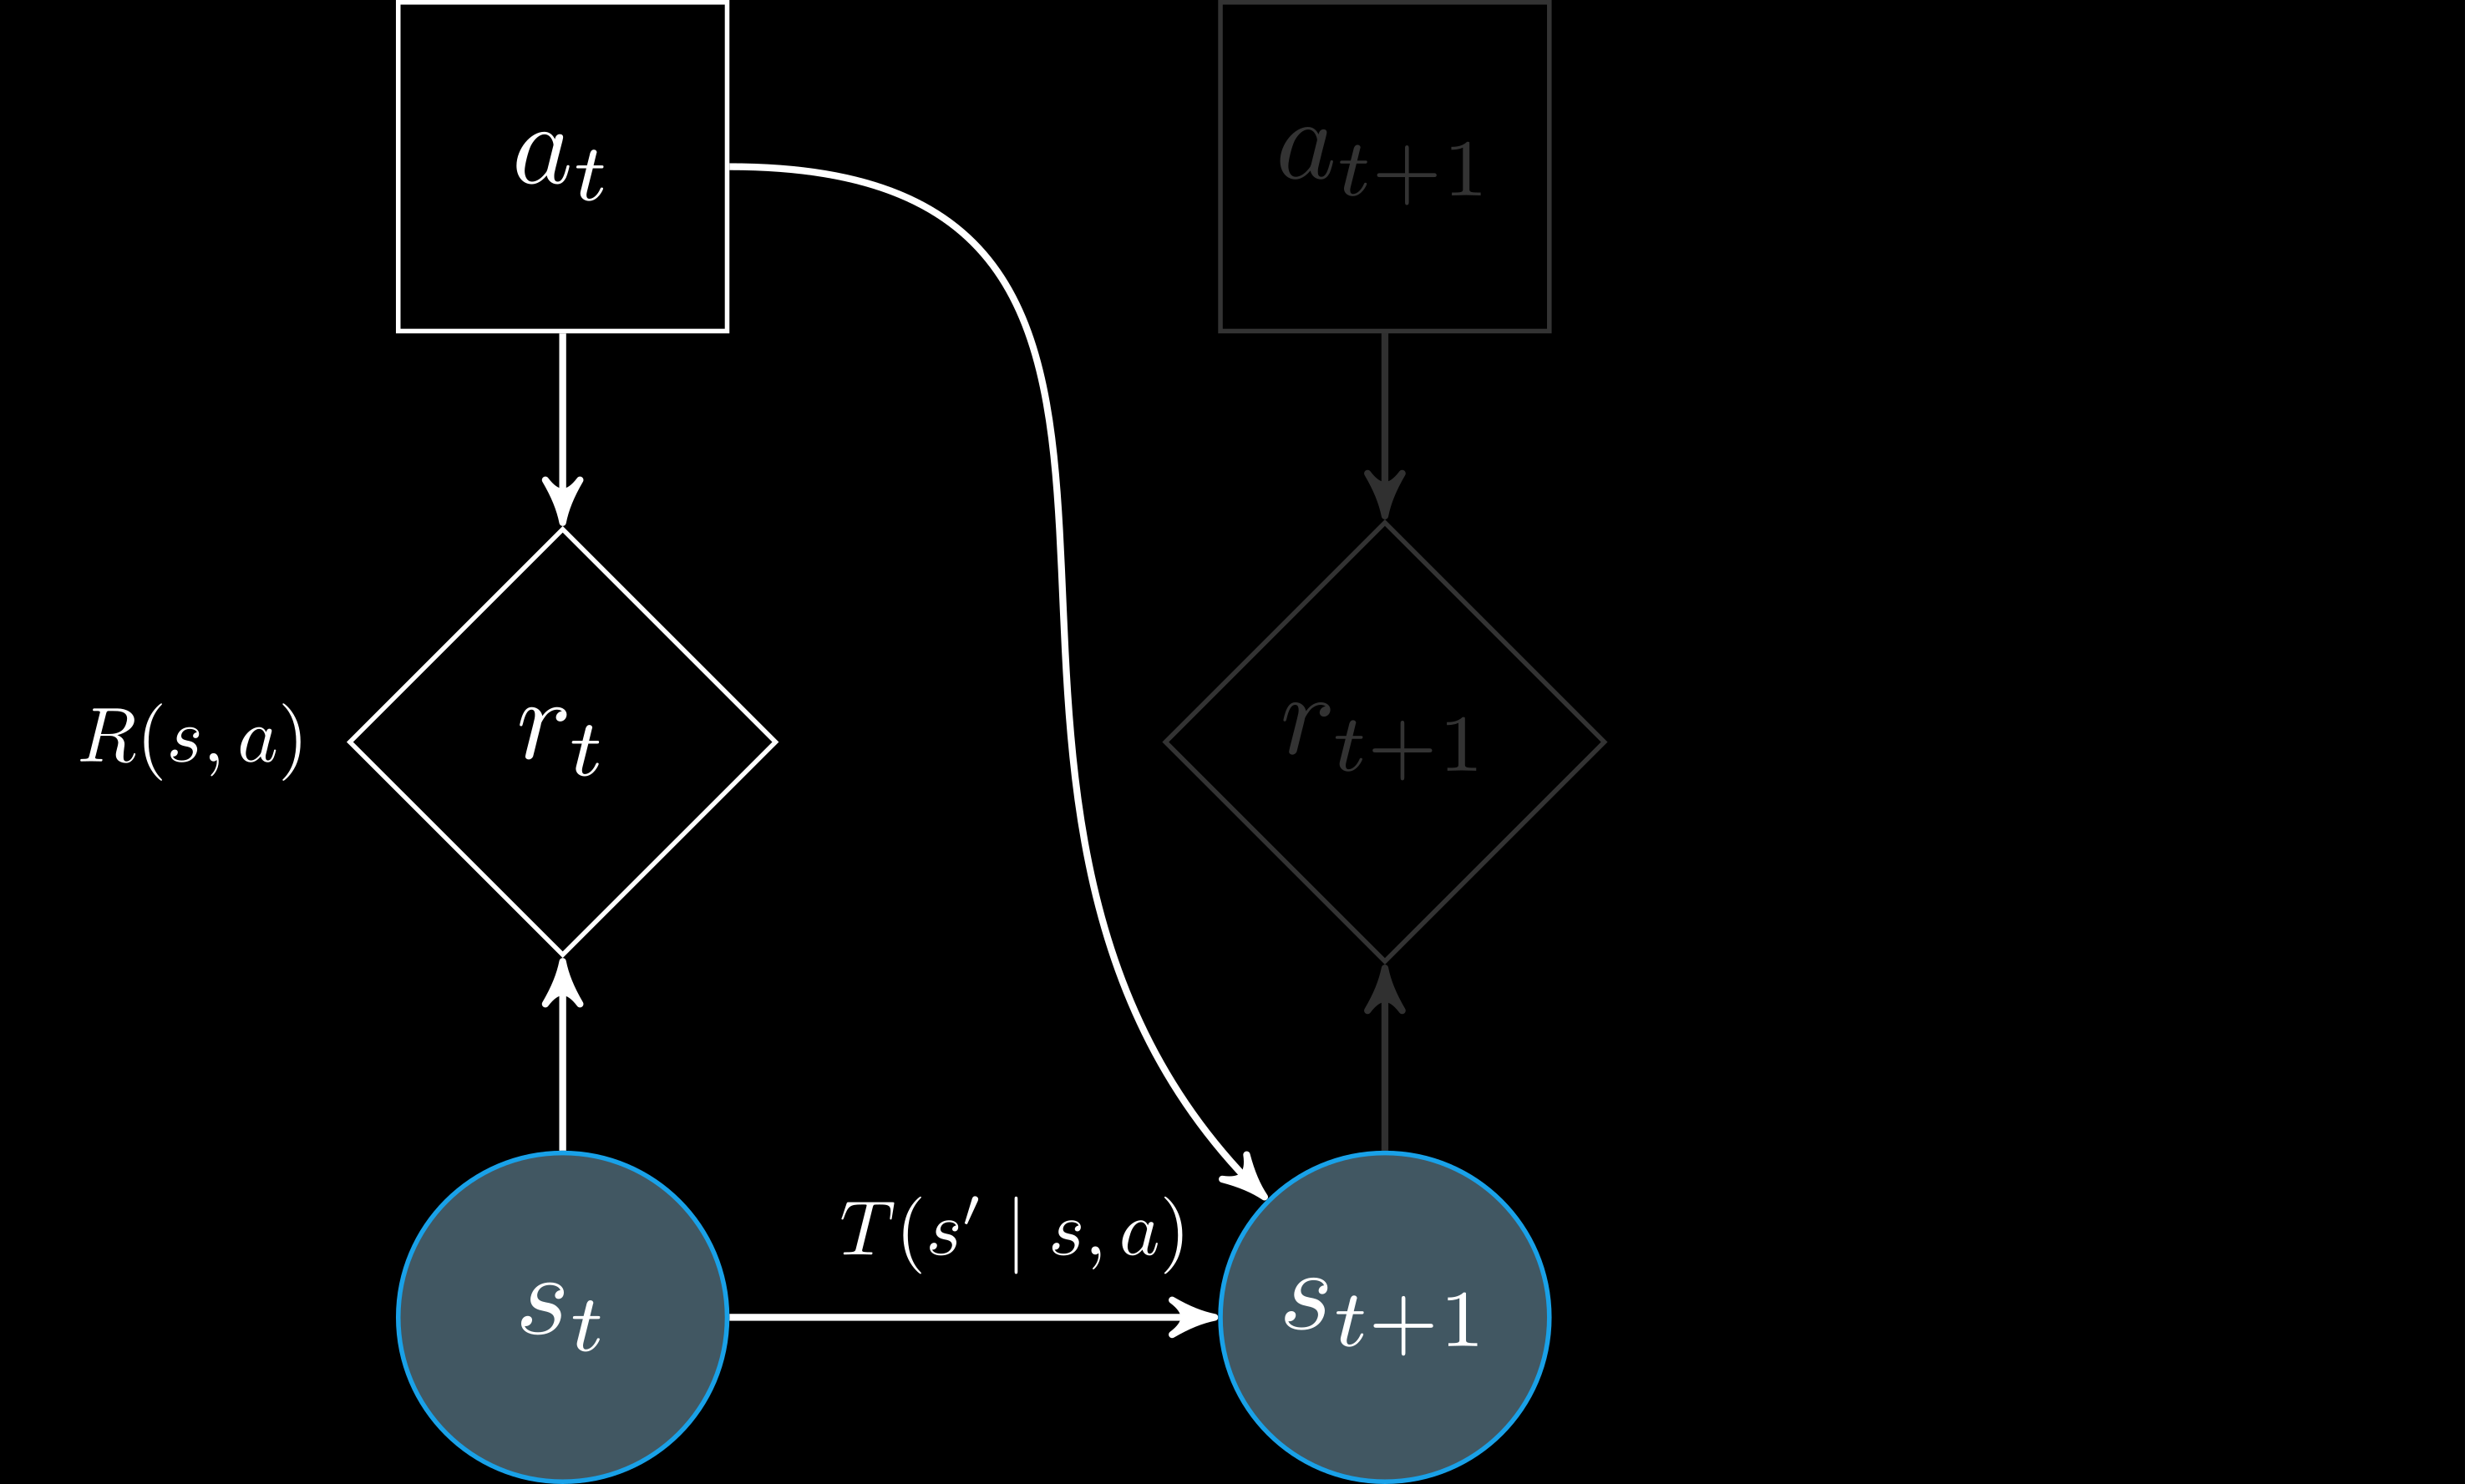 a_t
a_{t+1}
R(s, a)
r_t
r_{t+1}
T(s′ | s, a)
s_t
s_{t+1}